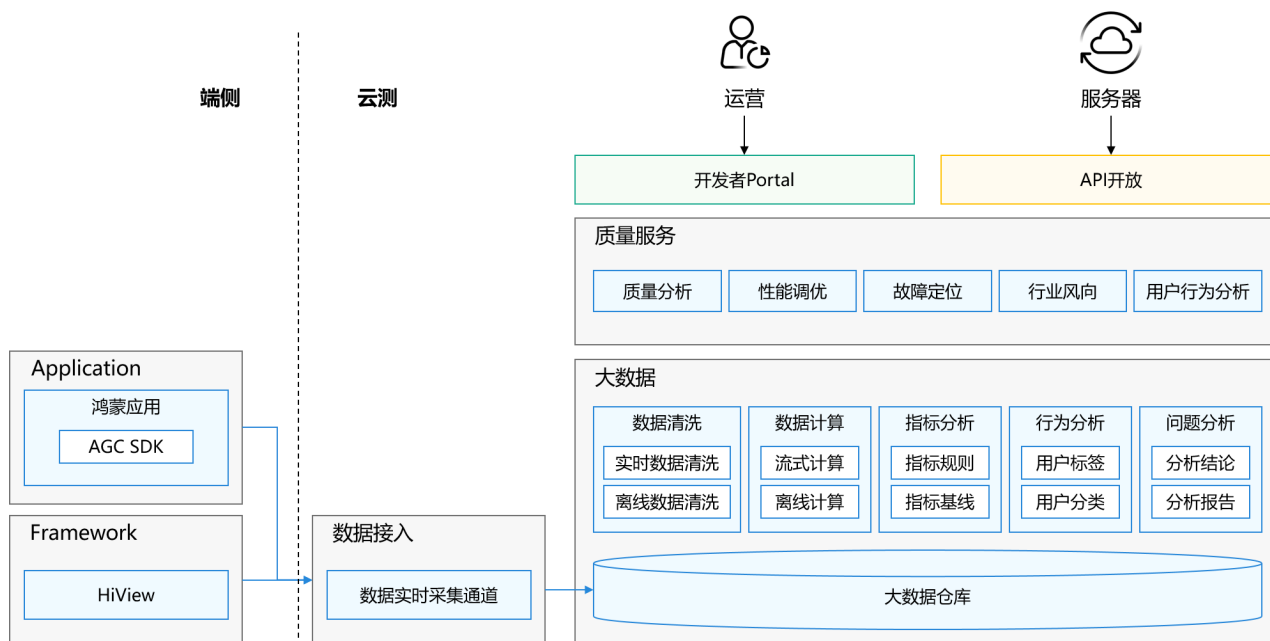 端侧
云测
运营
服务器
开发者Portal
API开放
质量服务
质量分析
性能调优
故障定位
行业风向
用户行为分析
Application
鸿蒙应用
AGC SDK
Framework
HiView
数据接入
数据实时采集通道
大数据
数据清洗
实时数据清洗
离线数据清洗
数据计算
流式计算
离线计算
指标分析
指标规则
指标基线
行为分析
用户标签
用户分类
问题分析
分析结论
分析报告
大数据仓库